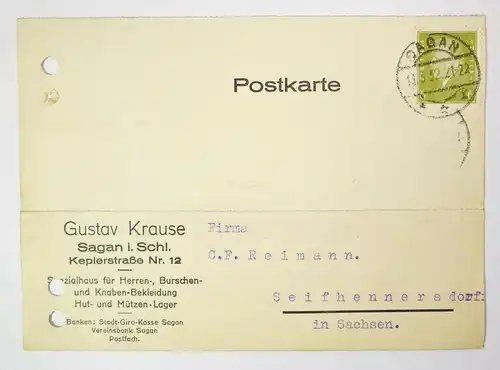 SAGAN
Postkarte
Gustav Krause
Sagan i. Schl.
Keplerstraße Nr. 12
Spezialhaus für Herren-, Burschen-
und Knaben-Bekleidung
Hut- und Mützen-Lager
Banken: Stadt-Giro-Kasse Sagan
Vereinsbank Sagan
Postfach.
Firma
C.F. Reimann.
Seifhennersdorf
in Sachsen.